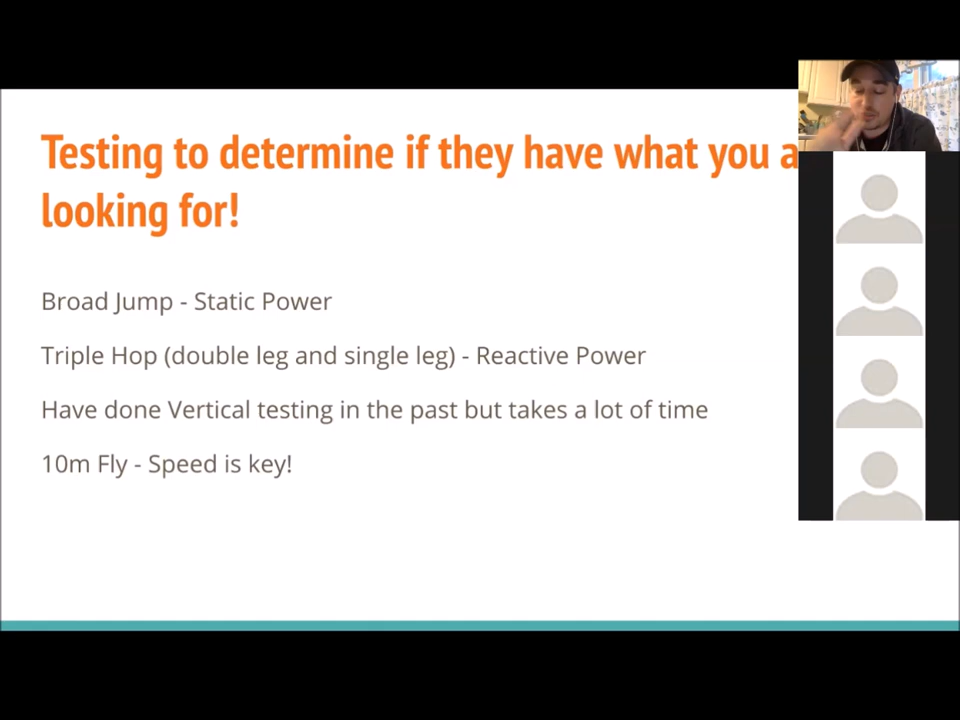 Testing to determine if they have what you a
looking for!
Broad Jump - Static Power
Triple Hop (double leg and single leg) - Reactive Power
Have done Vertical testing in the past but takes a lot of time
10m Fly - Speed is key!